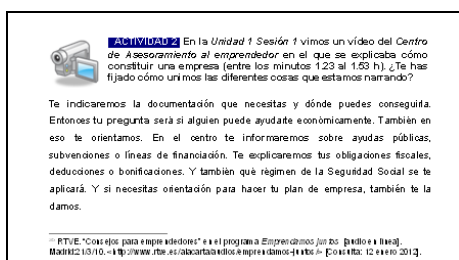 ACTIVIDAD 2 En la Unidad 1 Sesión 1 vimos un vídeo del Centro
de Asesoramiento al emprendedor en el que se explicaba cómo
constituir una empresa (entre los minutos 1.23 al 1.53 h). ¿Te has
fijado cómo unimos las diferentes cosas que estamos narrando?
Te indicaremos la documentación que necesitas y dónde puedes conseguirla.
Entonces tu pregunta será si alguien puede ayudarte económicamente. También en
eso te orientamos. En el centro te informaremos sobre ayudas públicas,
subvenciones o líneas de financiación. Te explicaremos tus obligaciones fiscales,
deducciones o bonificaciones. Y también qué régimen de la Seguridad Social se te
aplicará. Y si necesitas orientación para hacer tu plan de empresa, también te la
damos.
RTVE. "Consejos para emprendedores" en el programa Emprendamos juntos [audio en línea].
Madrid: 21/3/10. <http://www.rtve.es/alacarta/audios/emprendamos-juntos/> [Consulta: 12 enero 2012].